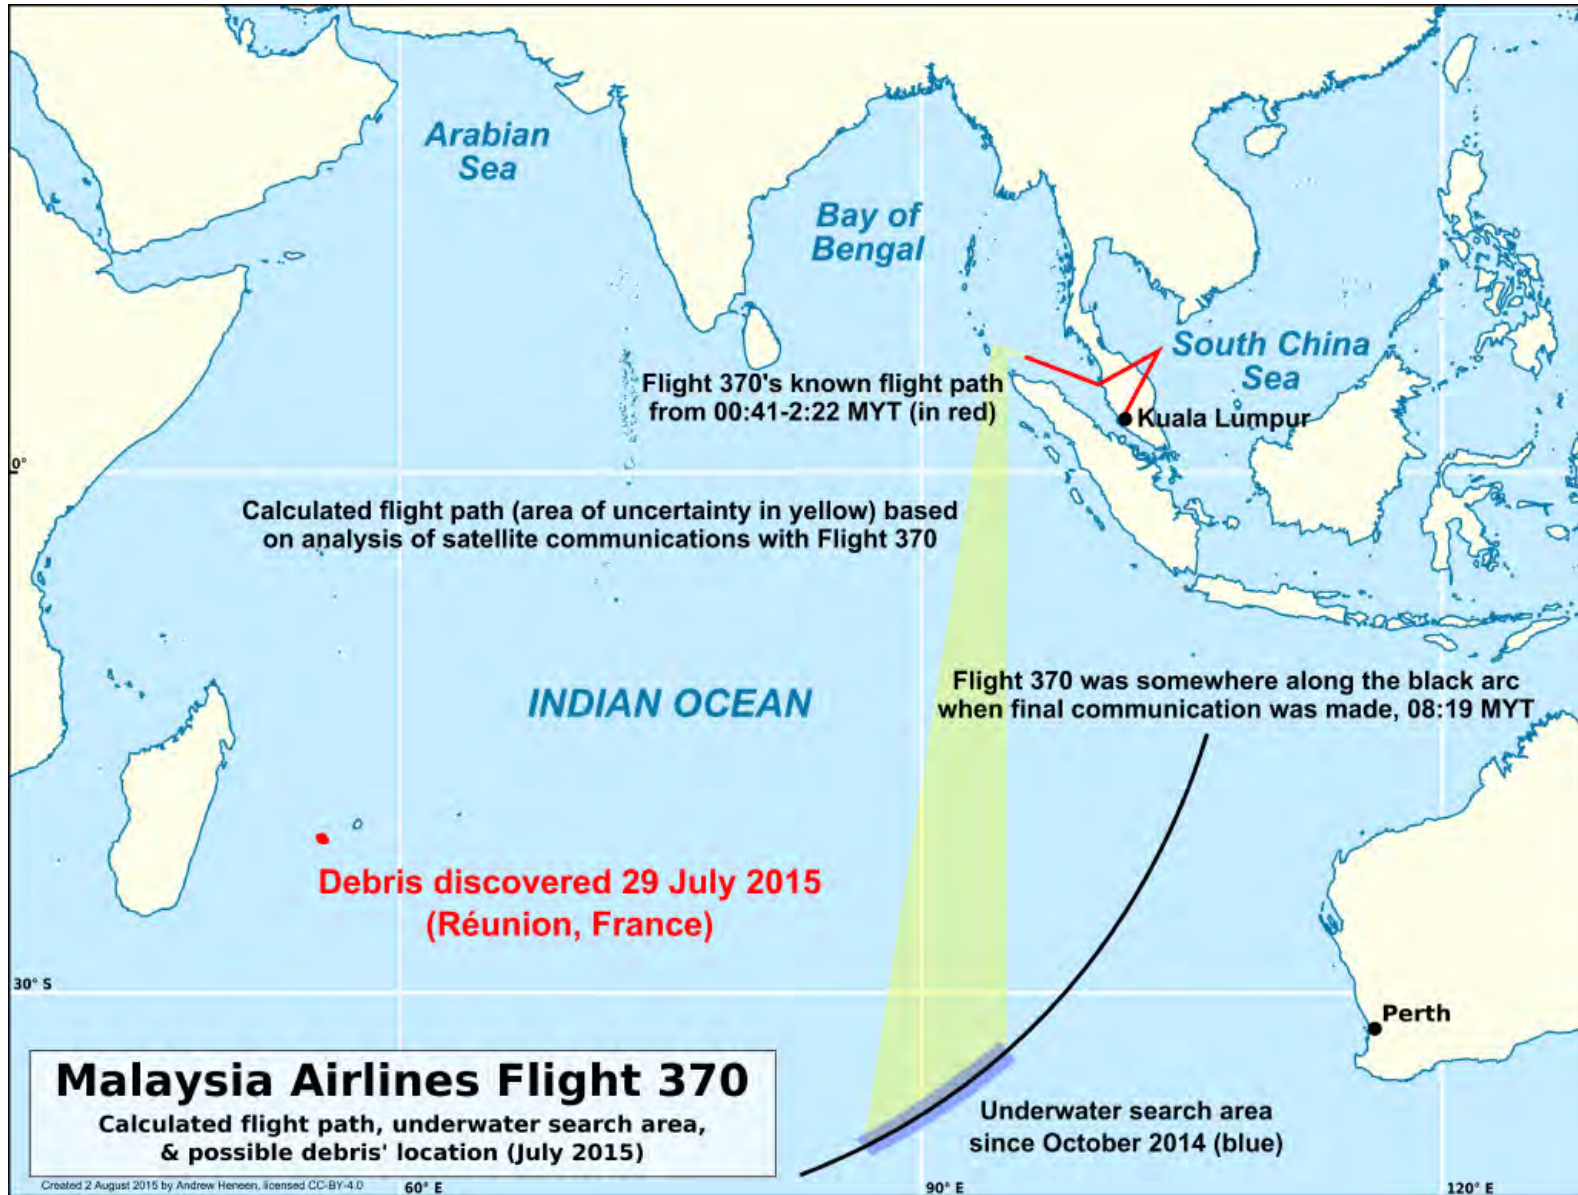 Arabian
Sea
Bay of
Bengal
South China
Sea
Flight 370's known flight path
from 00:41-2:22 MYT (in red)
Kuala Lumpur
0°
Calculated flight path (area of uncertainty in yellow) based
on analysis of satellite communications with Flight 370
INDIAN OCEAN
Flight 370 was somewhere along the black arc
when final communication was made, 08:19 MYT
Debris discovered 29 July 2015
(Réunion, France)
30° S
Perth
Malaysia Airlines Flight 370
Calculated flight path, underwater search area,
& possible debris' location (July 2015)
Underwater search area
since October 2014 (blue)
Created 2 August 2015 by Andrew Heneen, licensed CC-BY-4.0
60° E
90° E
120° E